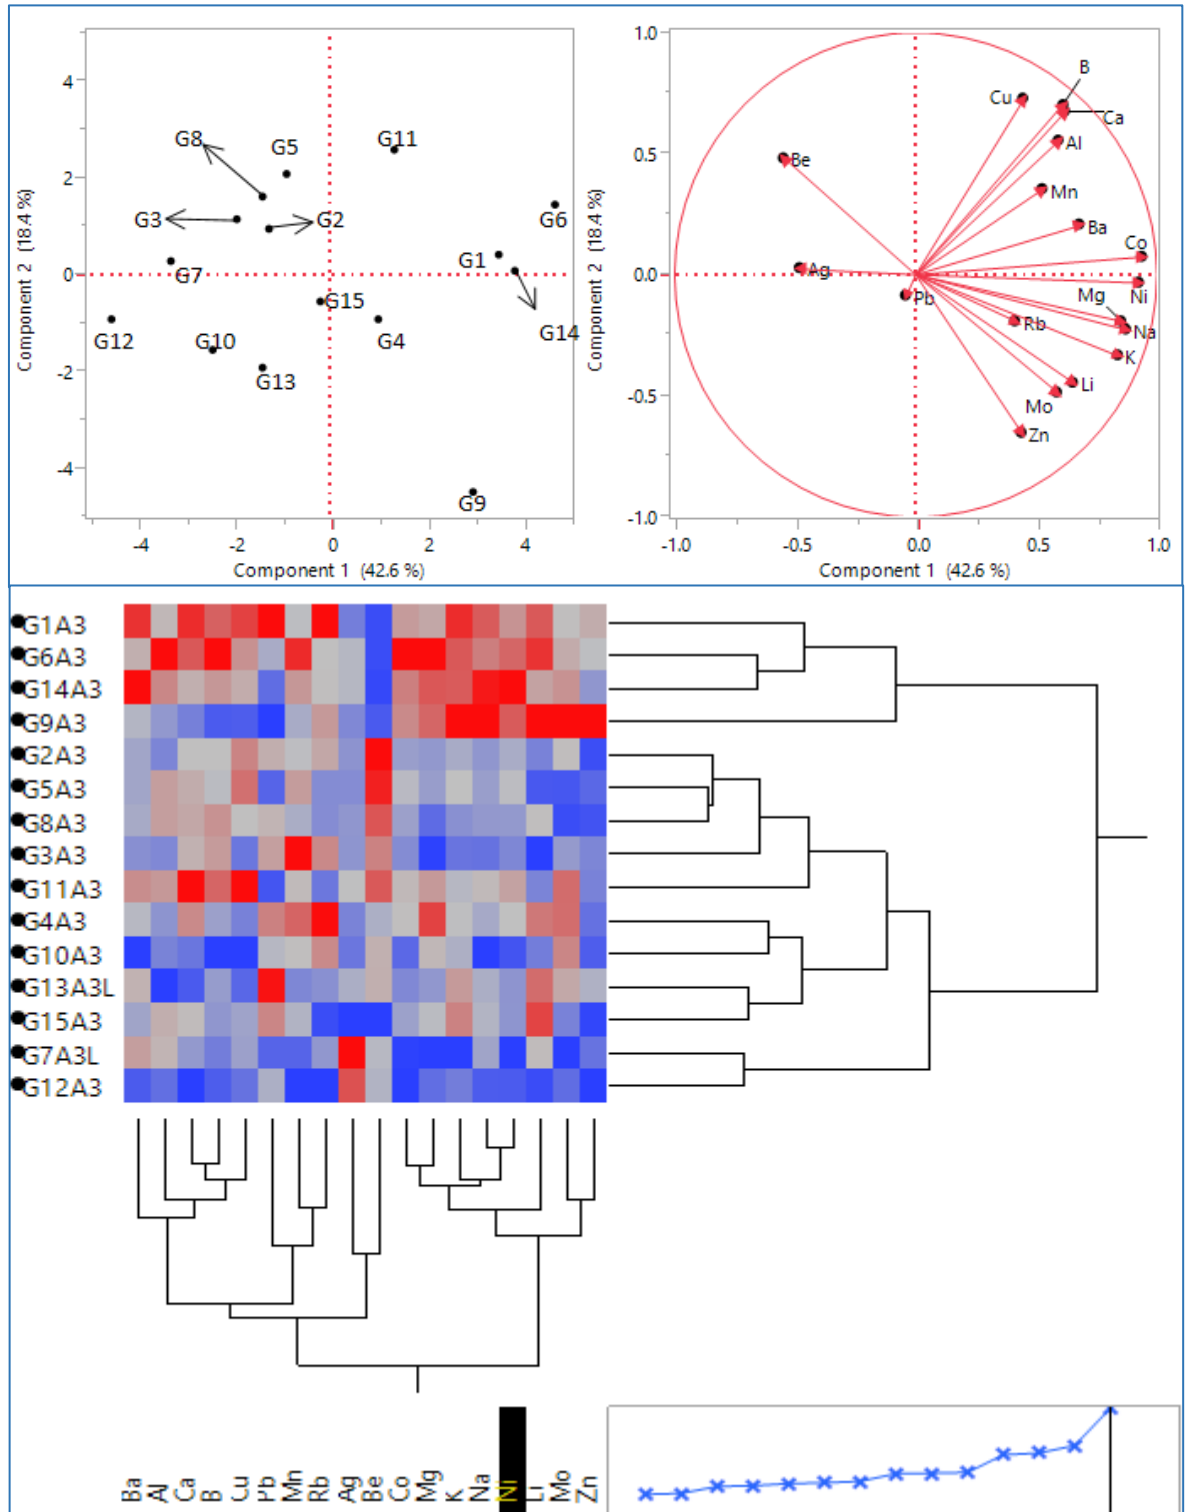 4
2
0
-2
-4
Component 2 (18.4 %)
G8
G5
G11
G3
G2
G6
G7
G1
G15
G14
G12
G10
G4
G13
G9
-4
-2
0
2
4
Component 1 (42.6 %)
1.0
0.5
0.0
-0.5
-1.0
Component 2 (18.4 %)
B
Cu
Ca
Al
Be
Mn
Ba
Co
Ag
Pb
Mg
Ni
Rb
Na
K
Li
Mo
Zn
-1.0
-0.5
0.0
0.5
1.0
Component 1 (42.6 %)
G1A3
G6A3
G14A3
G9A3
G2A3
G5A3
G8A3
G3A3
G11A3
G4A3
G10A3
G13A3L
G15A3
G7A3L
G12A3
Ba
Al
Ca
B
Cu
Pb
Mn
Rb
Ag
Be
Co
Mg
K
Na
Ni
Li
Mo
Zn